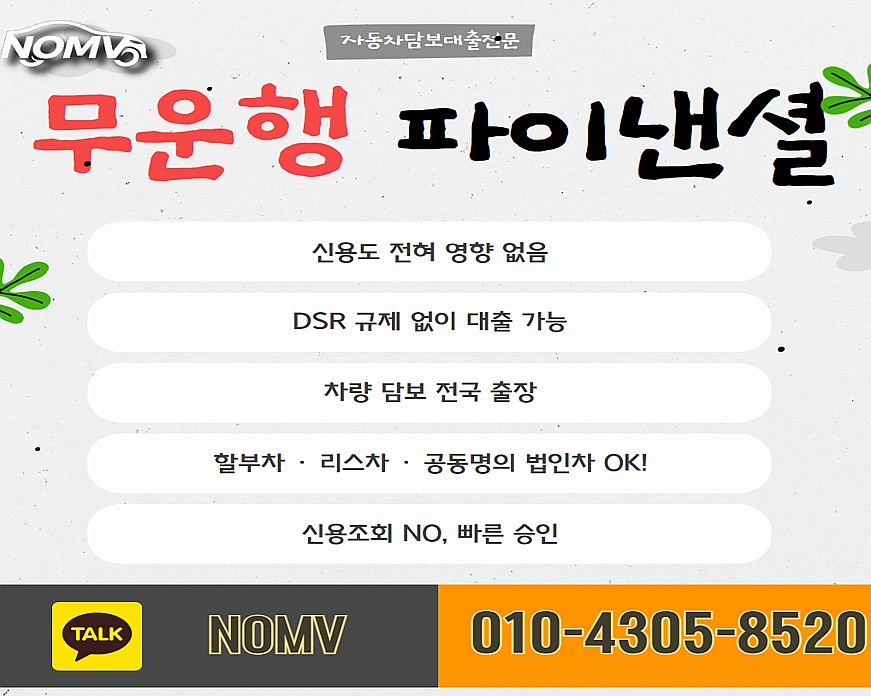 NOMV
자동차담보대출전문
무운행 파이낸셜
신용도 전혀 영향 없음
DSR 규제 없이 대출 가능
차량 담보 전국 출장
할부차 · 리스차 · 공동명의 법인차 OK!
신용조회 NO, 빠른 승인
TALK NOMV 010-4305-8520